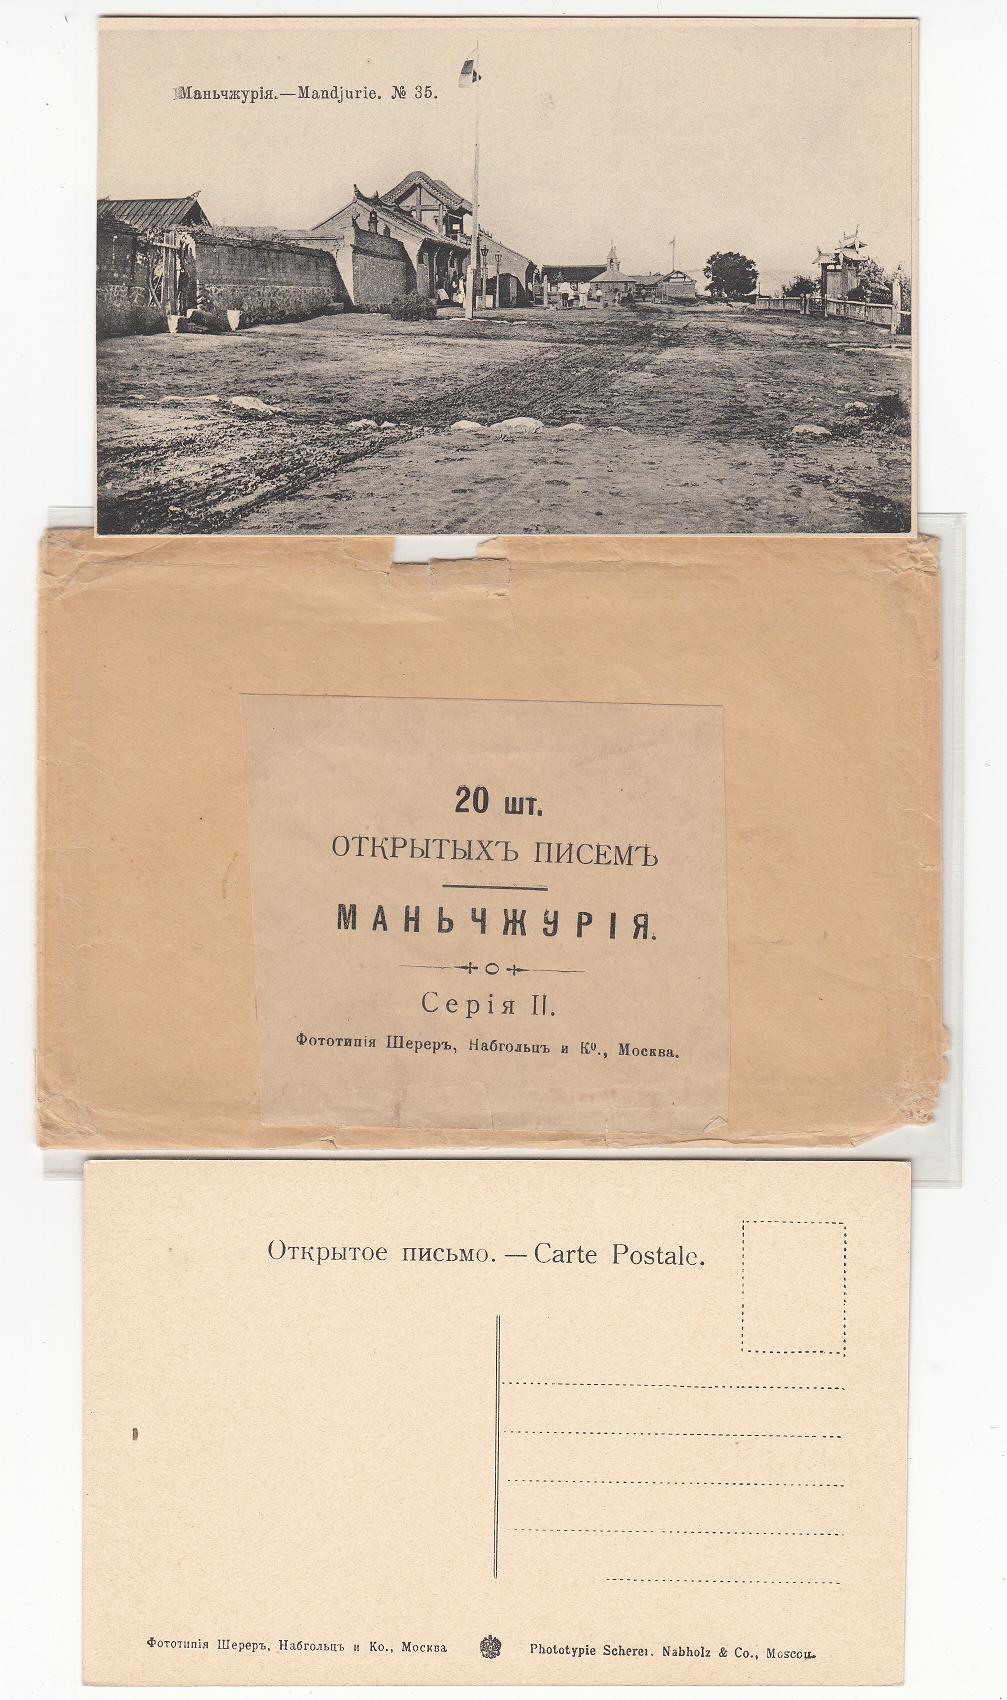 Маньчжурія.—Mandjurie. № 35.
20 шт.
ОТКРЫТЫХЪ ПИСЕМЪ
МАНЬЧЖУРІЯ.
Серія II.
Фототипія Шереръ, Набгольцъ и Кº., Москва.
Открытое письмо. — Carte Postale.
Фототипія Шереръ, Набгольцъ и Ко., Москва
Phototypie Scherer, Nabholz & Co., Moscou.